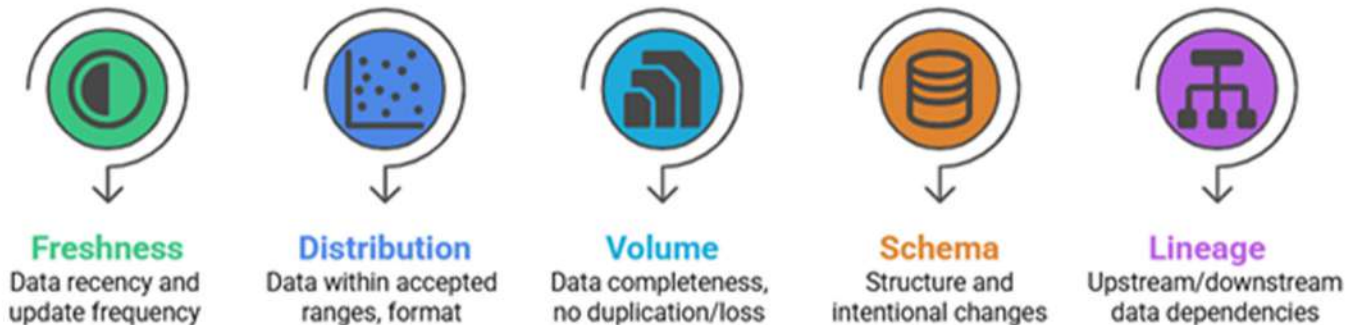 Freshness
Data recency and
update frequency
Distribution
Data within accepted
ranges, format
Volume
Data completeness,
no duplication/loss
Schema
Structure and
intentional changes
Lineage
Upstream/downstream
data dependencies